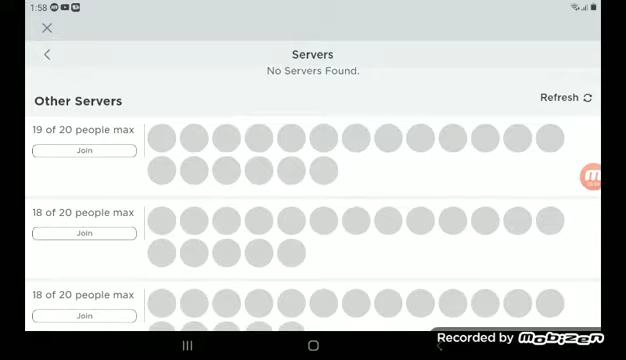 1:58
Servers
No Servers Found.
Other Servers
Refresh
19 of 20 people max
Join
18 of 20 people max
Join
18 of 20 people max
Join
Recorded by MOBIZEN